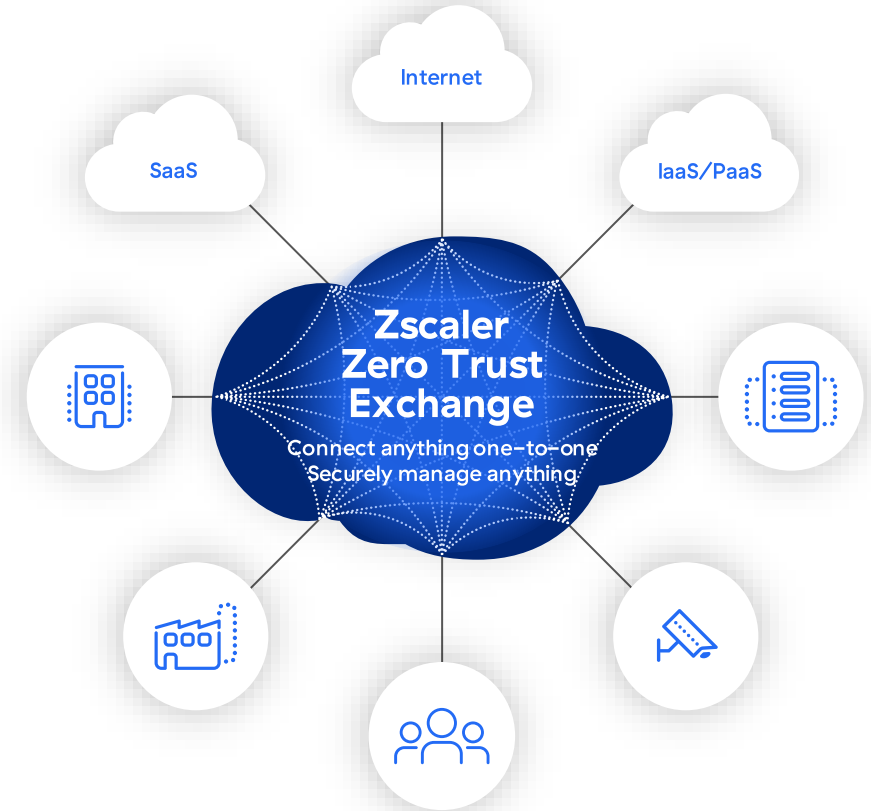 Internet
SaaS
IaaS/PaaS
Zscaler
Zero Trust
Exchange
Connect anything one-to-one
Securely manage anything